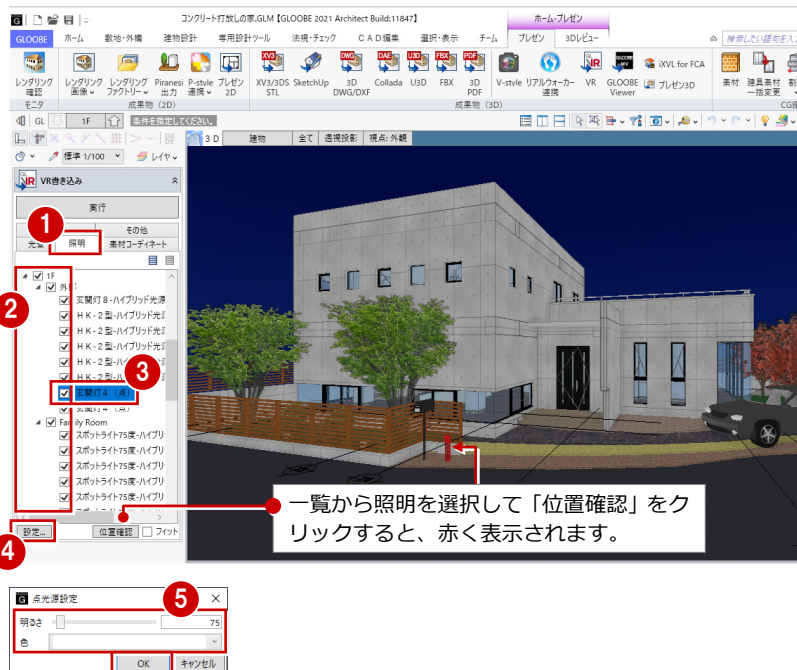 コンクリート打放しの家.GLM [GLOOBE 2021 Architect Build:11847]
ホーム-プレゼン
GLOOBE ホーム 敷地・外構 建物設計 専用設計ツール 法規・チェック CAD編集 選択・表示 チーム プレゼン 3Dレビュー 検索したい語句を入
レンダリング確認 レンダリング画像 レンダリングファクトリー Piranesi出力 P-style連携 プレゼン2D XV3/3DS STL SketchUp 3D DWG/DXF Collada U3D FBX 3D PDF V-style リアルウォーカー連携 VR GLOOBE Viewer iXVL for FCA プレゼン3D 素材 建具素材一括変更
モニタ 成果物（2D） 成果物（3D）
GL 1F 条件を指定してください。
3D 建物 全て 透視投影 視点:外観
標準 1/100 レイヤ
VR書き込み
実行
その他
照明 素材コーディネート
1
2
1F
玄関灯８-ハイブリッド光源
ＨＫ-２型-ハイブリッド光
ＨＫ-２型-ハイブリッド光
ＨＫ-２型-ハイブリッド光
3
玄関灯４（点）
玄関灯４（点）
Family Room
スポットライト75度-ハイブリ
スポットライト75度-ハイブリ
スポットライト75度-ハイブリ
スポットライト75度-ハイブリ
設定... 位置確認 フィット
4
一覧から照明を選択して「位置確認」をク
リックすると、赤く表示されます。
点光源設定
5
明るさ 75
色
OK キャンセル